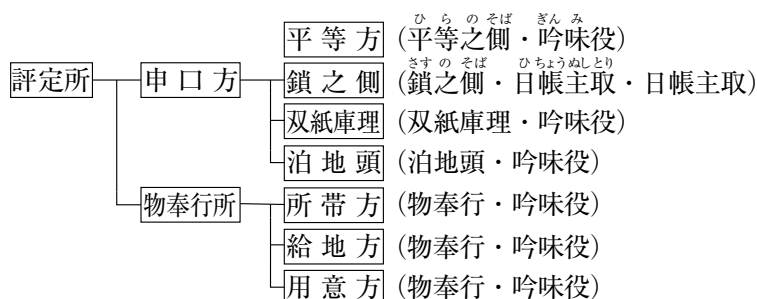 ひらのそば ぎんみ
平等方 (平等之側・吟味役)
さすのそば ひちょうぬしとり
評定所 申口方 鎖之側 (鎖之側・日帳主取・日帳主取)
双紙庫理 (双紙庫理・吟味役)
泊地頭 (泊地頭・吟味役)
物奉行所 所帯方 (物奉行・吟味役)
給地方 (物奉行・吟味役)
用意方 (物奉行・吟味役)